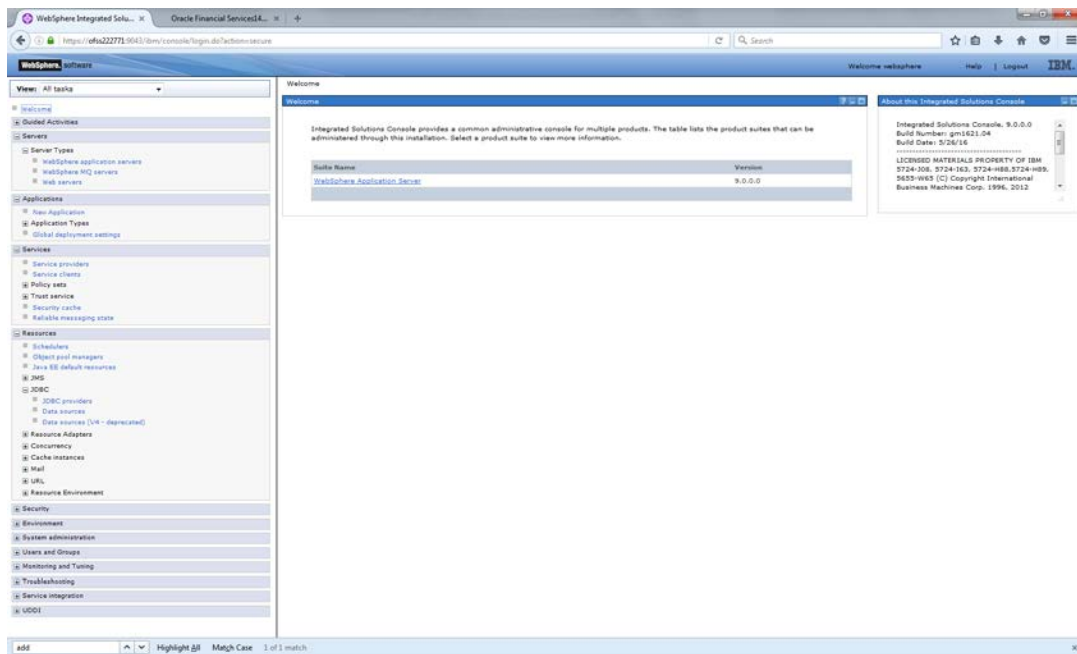 WebSphere Integrated Solu... ×
Oracle Financial Services14... ×
https://ofss222771:9043/ibm/console/login.do?action=secure
Search
WebSphere. software
Welcome websphere
Help | Logout
IBM.
View: All tasks
Welcome
Guided Activities
Servers
Server Types
WebSphere application servers
WebSphere MQ servers
Web servers
Applications
New Application
Application Types
Global deployment settings
Services
Service providers
Service clients
Policy sets
Trust service
Security cache
Reliable messaging state
Resources
Schedulers
Object pool managers
Java EE default resources
JMS
JDBC
JDBC providers
Data sources
Data sources (V4 - deprecated)
Resource Adapters
Concurrency
Cache instances
Mail
URL
Resource Environment
Security
Environment
System administration
Users and Groups
Monitoring and Tuning
Troubleshooting
Service integration
UDDI
Welcome
Welcome
Integrated Solutions Console provides a common administrative console for multiple products. The table lists the product suites that can be
administered through this installation. Select a product suite to view more information.
Suite Name Version
WebSphere Application Server 9.0.0.0
About this Integrated Solutions Console
Integrated Solutions Console, 9.0.0.0
Build Number: gm1621.04
Build Date: 5/26/16
LICENSED MATERIALS PROPERTY OF IBM
5724-J08, 5724-I63, 5724-H88,5724-H89,
5655-W65 (C) Copyright International
Business Machines Corp. 1996, 2012
add
Highlight All
Match Case
1 of 1 match